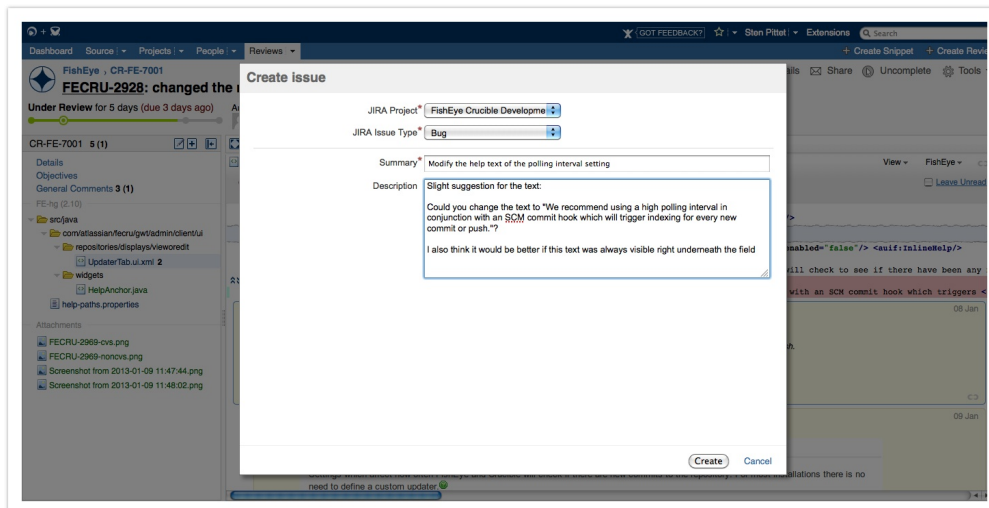 GOT FEEDBACK?
Sten Pittet
Extensions
Search
Dashboard Source Projects People Reviews
+ Create Snippet + Create Revie
FishEye , CR-FE-7001
FECRU-2928: changed the
ails Share Uncomplete Tools
Under Review for 5 days (due 3 days ago)
CR-FE-7001 5 (1)
Details
Objectives
General Comments 3 (1)
FE-hg (2.10)
src/java
com/atlassian/fecru/gwt/admin/client/ui
repositories/displays/vieworedit
UpdaterTab.ui.xml 2
widgets
HelpAnchor.java
help-paths.properties
Attachments
FECRU-2969-cvs.png
FECRU-2969-noncvs.png
Screenshot from 2013-01-09 11:47:44.png
Screenshot from 2013-01-09 11:48:02.png
Create issue
JIRA Project* FishEye Crucible Developme
JIRA Issue Type* Bug
Summary* Modify the help text of the polling interval setting
Description Slight suggestion for the text:
Could you change the text to "We recommend using a high polling interval in
conjunction with an SCM commit hook which will trigger indexing for every new
commit or push."?
I also think it would be better if this text was always visible right underneath the field
Create Cancel
View FishEye
Leave Unread
enabled="false"/> <auif:InlineHelp/>
will check to see if there have been any
with an SCM commit hook which triggers <
08 Jan
sh.
09 Jan
allations there is no
need to define a custom updater.